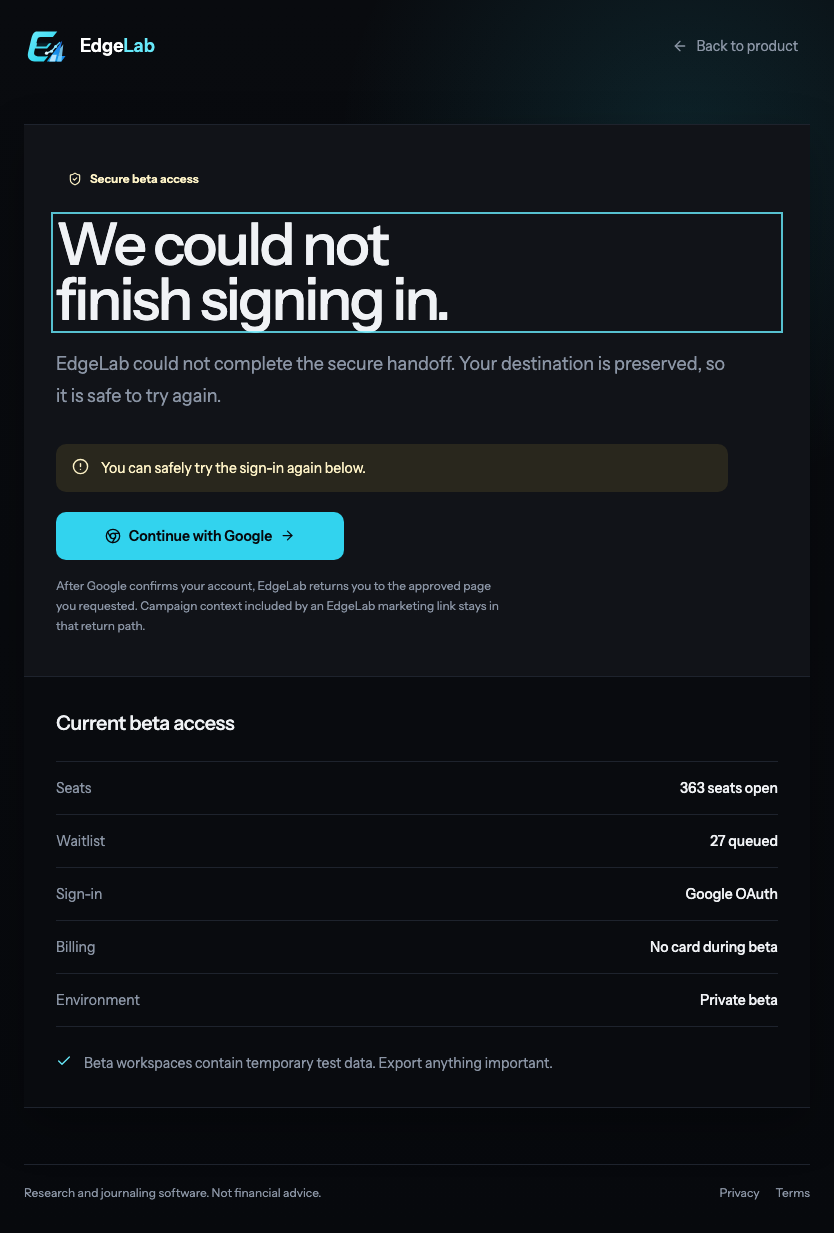 EdgeLab
Back to product
Secure beta access
We could not
finish signing in.
EdgeLab could not complete the secure handoff. Your destination is preserved, so
it is safe to try again.
You can safely try the sign-in again below.
Continue with Google
After Google confirms your account, EdgeLab returns you to the approved page
you requested. Campaign context included by an EdgeLab marketing link stays in
that return path.
Current beta access
Seats 363 seats open
Waitlist 27 queued
Sign-in Google OAuth
Billing No card during beta
Environment Private beta
Beta workspaces contain temporary test data. Export anything important.
Research and journaling software. Not financial advice. Privacy Terms